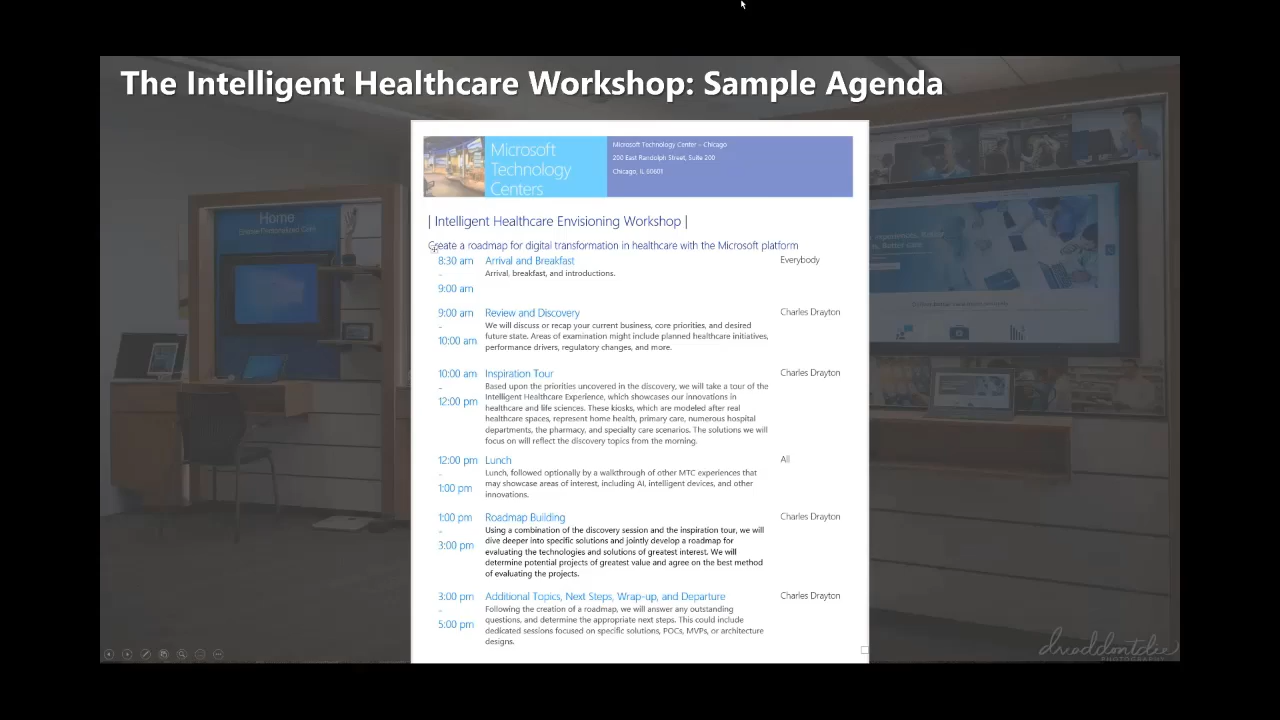 The Intelligent Healthcare Workshop: Sample Agenda
Microsoft
Technology
Centers
Microsoft Technology Center – Chicago
200 East Randolph Street, Suite 200
Chicago, IL 60601
| Intelligent Healthcare Envisioning Workshop |
Create a roadmap for digital transformation in healthcare with the Microsoft platform
8:30 am
-
9:00 am
Arrival and Breakfast
Arrival, breakfast, and introductions.
Everybody
9:00 am
-
10:00 am
Review and Discovery
We will discuss or recap your current business, core priorities, and desired
future state. Areas of examination might include planned healthcare initiatives,
performance drivers, regulatory changes, and more.
Charles Drayton
10:00 am
-
12:00 pm
Inspiration Tour
Based upon the priorities uncovered in the discovery, we will take a tour of the
Intelligent Healthcare Experience, which showcases our innovations in
healthcare and life sciences. These kiosks, which are modeled after real
healthcare spaces, represent home health, primary care, numerous hospital
departments, the pharmacy, and specialty care scenarios. The solutions we will
focus on will reflect the discovery topics from the morning.
Charles Drayton
12:00 pm
-
1:00 pm
Lunch
Lunch, followed optionally by a walkthrough of other MTC experiences that
may showcase areas of interest, including AI, intelligent devices, and other
innovations.
All
1:00 pm
-
3:00 pm
Roadmap Building
Using a combination of the discovery session and the inspiration tour, we will
dive deeper into specific solutions and jointly develop a roadmap for
evaluating the technologies and solutions of greatest interest. We will
determine potential projects of greatest value and agree on the best method
of evaluating the projects.
Charles Drayton
3:00 pm
-
5:00 pm
Additional Topics, Next Steps, Wrap-up, and Departure
Following the creation of a roadmap, we will answer any outstanding
questions, and determine the appropriate next steps. This could include
dedicated sessions focused on specific solutions, POCs, MVPs, or architecture
designs.
Charles Drayton
Home
dreaddontdie
PHOTOGRAPHY